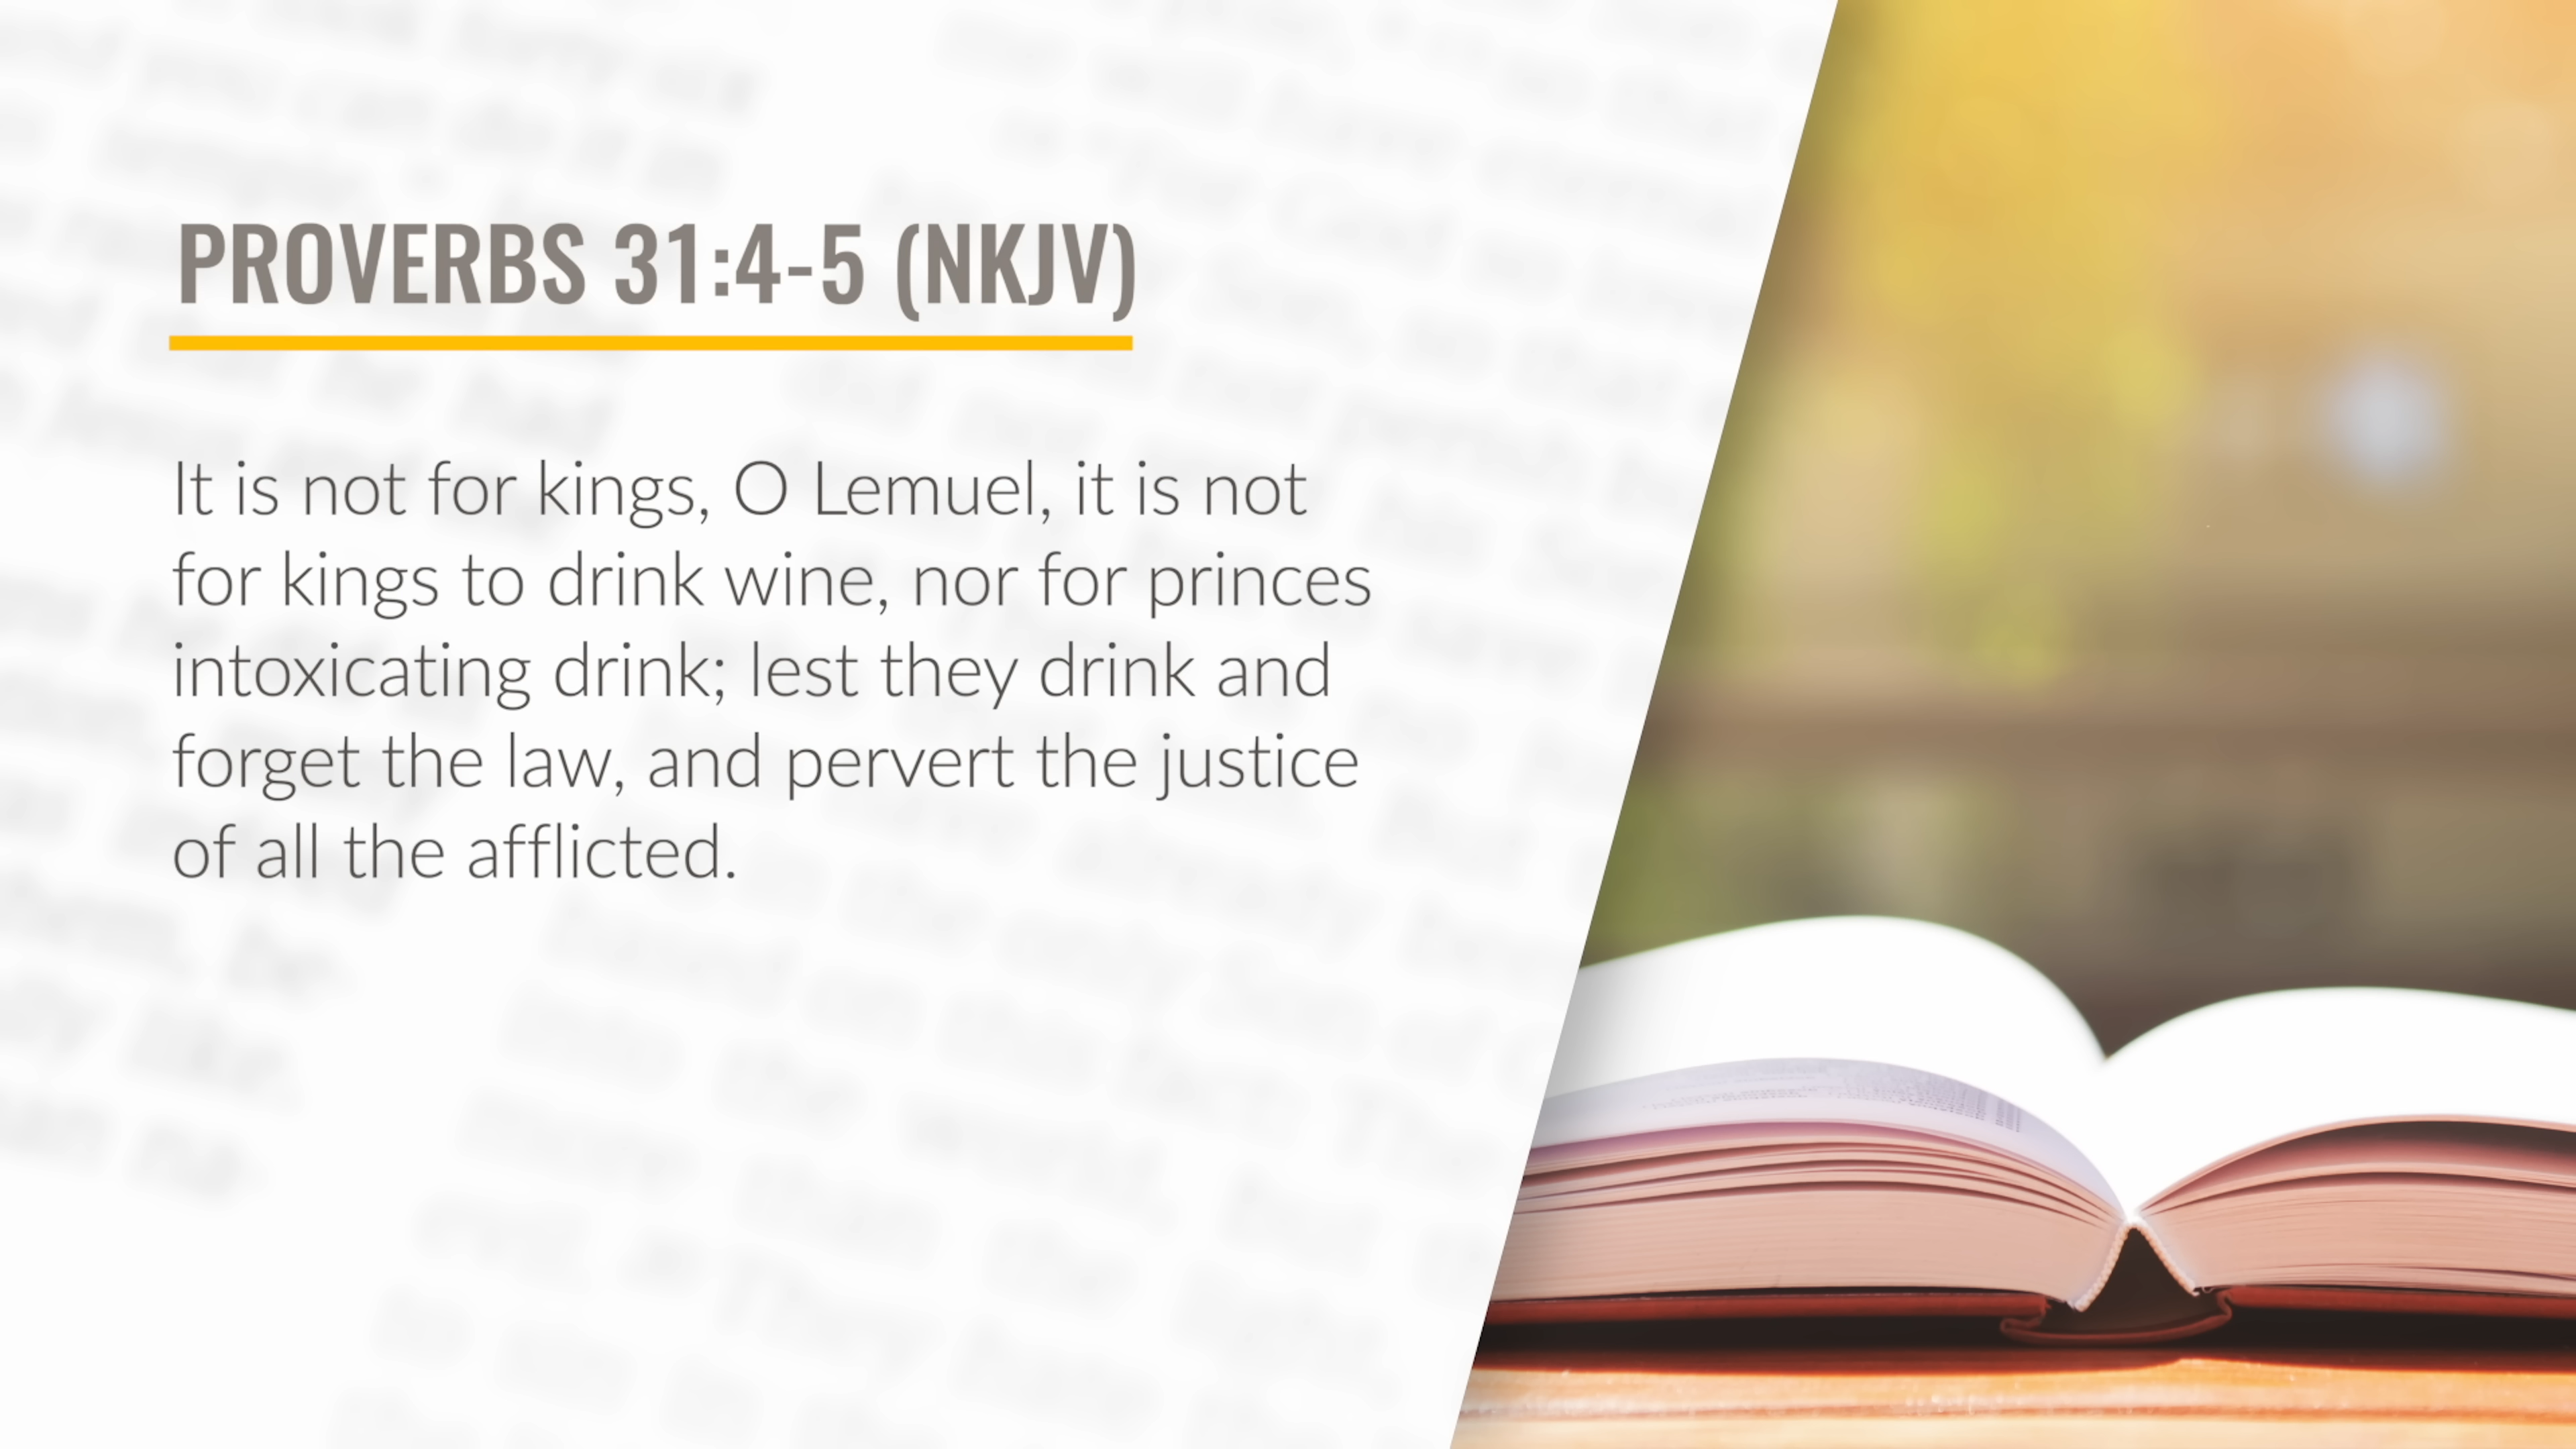 PROVERBS 31:4-5 (NKJV)
It is not for kings, O Lemuel, it is not
for kings to drink wine, nor for princes
intoxicating drink; lest they drink and
forget the law, and pervert the justice
of all the afflicted.